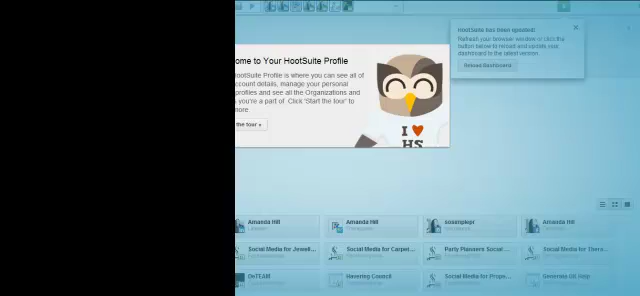 HootSuite has been updated!
Refresh your browser window or click the
button below to reload and update your
dashboard to the latest version.
Reload Dashboard
ome to Your HootSuite Profile
HootSuite Profile is where you can see all of
ccount details, manage your personal
profiles and see all the Organizations and
you're a part of. Click 'Start the tour' to
more.
the tour »
I ♥
HS
Amanda Hill
Amanda Hill
sosimplepr
Amanda Hill
Social Media for Jewell...
Social Media for Carpet...
Party Planners Social ...
Social Media for Thera...
OsTEAM
Havering Council
Social Media for Prope...
Generate UK Help